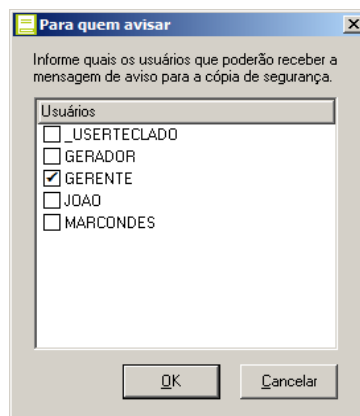 Para quem avisar
Informe quais os usuários que poderão receber a
mensagem de aviso para a cópia de segurança.
Usuários
_USERTECLADO
GERADOR
GERENTE
JOAO
MARCONDES
OK
Cancelar